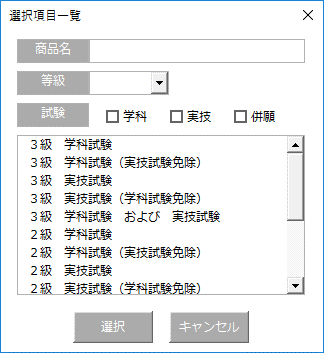 選択項目一覧
商品名
等級
試験 学科 実技 併願
3級 学科試験
3級 学科試験（実技試験免除）
3級 実技試験
3級 実技試験（学科試験免除）
3級 学科試験 および 実技試験
2級 学科試験
2級 学科試験（実技試験免除）
2級 実技試験
2級 実技試験（学科試験免除）
選択 キャンセル